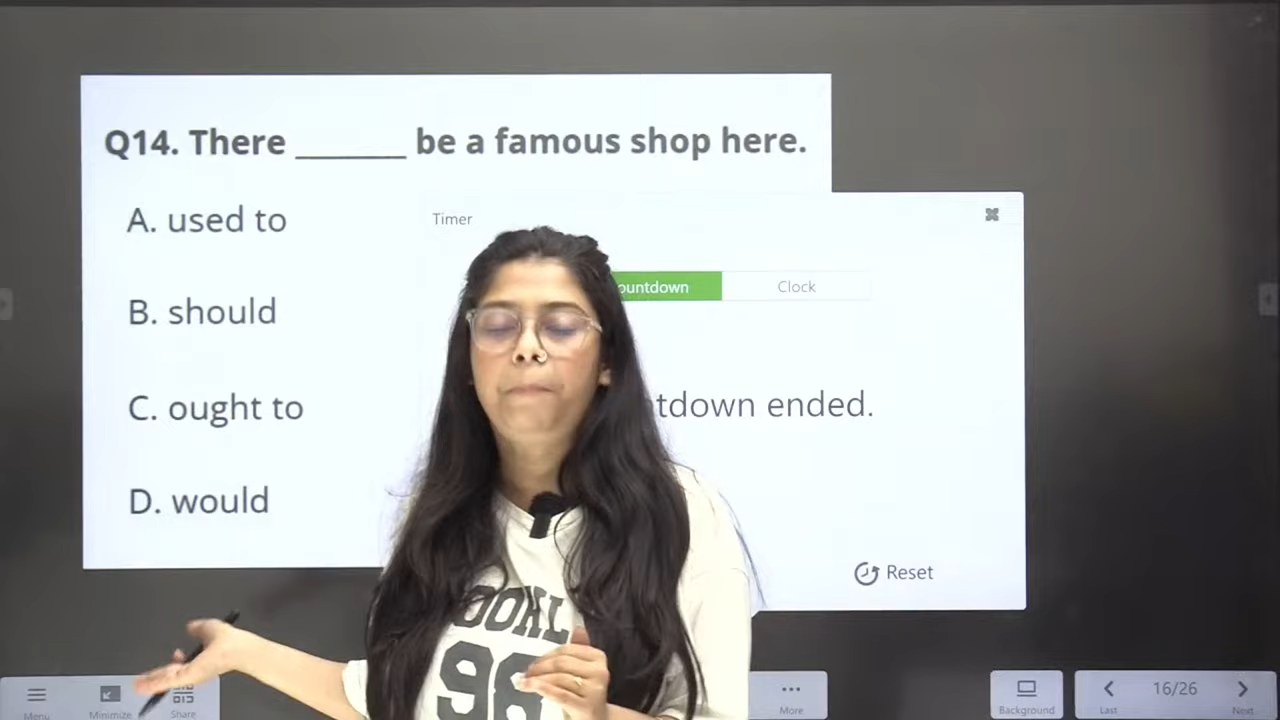 Q14. There _______ be a famous shop here.
A. used to
B. should
C. ought to
D. would
Timer
ountdown
Clock
tdown ended.
Reset
96
Menu
Minimize
Share
More
Background
16/26
Last
Next